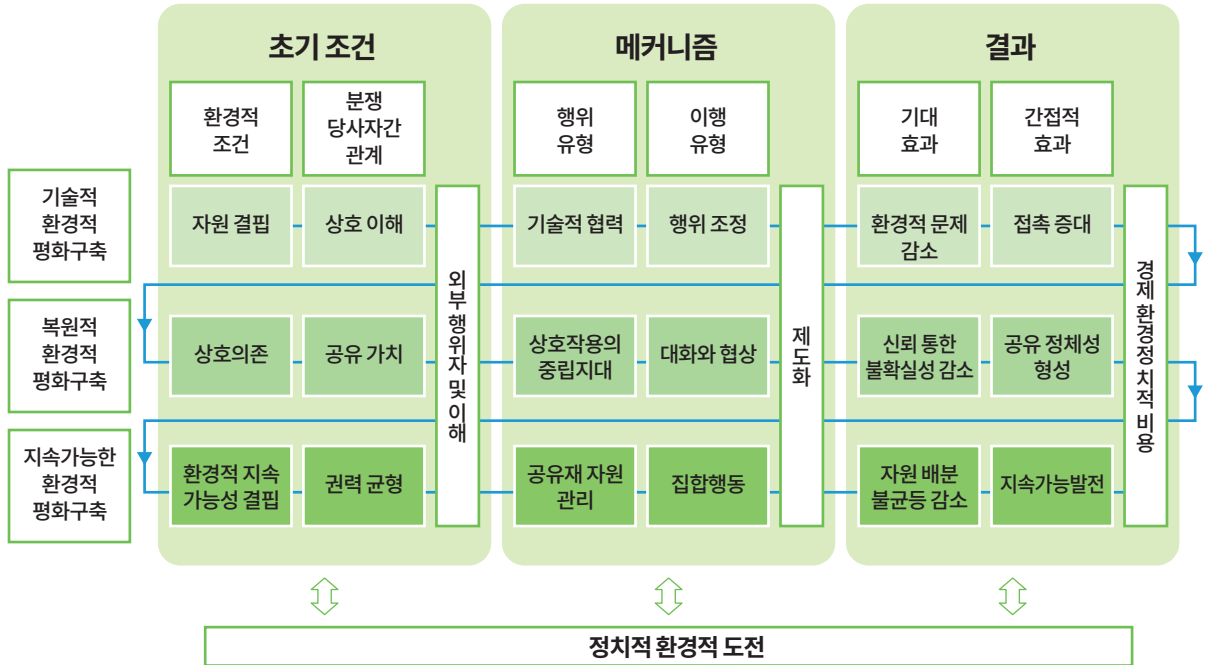 초기 조건
메커니즘
결과
환경적
조건
분쟁
당사자간
관계
행위
유형
이행
유형
기대
효과
간접적
효과
기술적
환경적
평화구축
자원 결핍
상호 이해
기술적 협력
행위 조정
환경적 문제
감소
접촉 증대
복원적
환경적
평화구축
상호의존
공유 가치
상호작용의
중립지대
대화와 협상
신뢰 통한
불확실성 감소
공유 정체성
형성
지속가능한
환경적
평화구축
환경적 지속
가능성 결핍
권력 균형
공유재 자원
관리
집합행동
자원 배분
불균등 감소
지속가능발전
외부 행위자 및 이해
제도화
경제 환경정치적 비용
정치적 환경적 도전